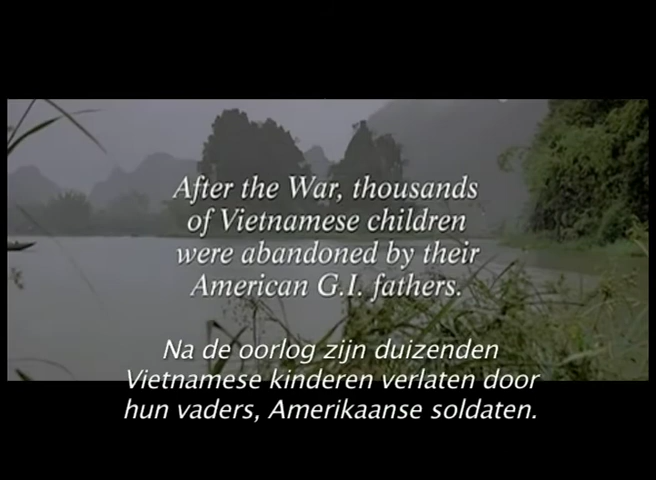 After the War, thousands
of Vietnamese children
were abandoned by their
American G.I. fathers.
Na de oorlog zijn duizenden
Vietnamese kinderen verlaten door
hun vaders, Amerikaanse soldaten.